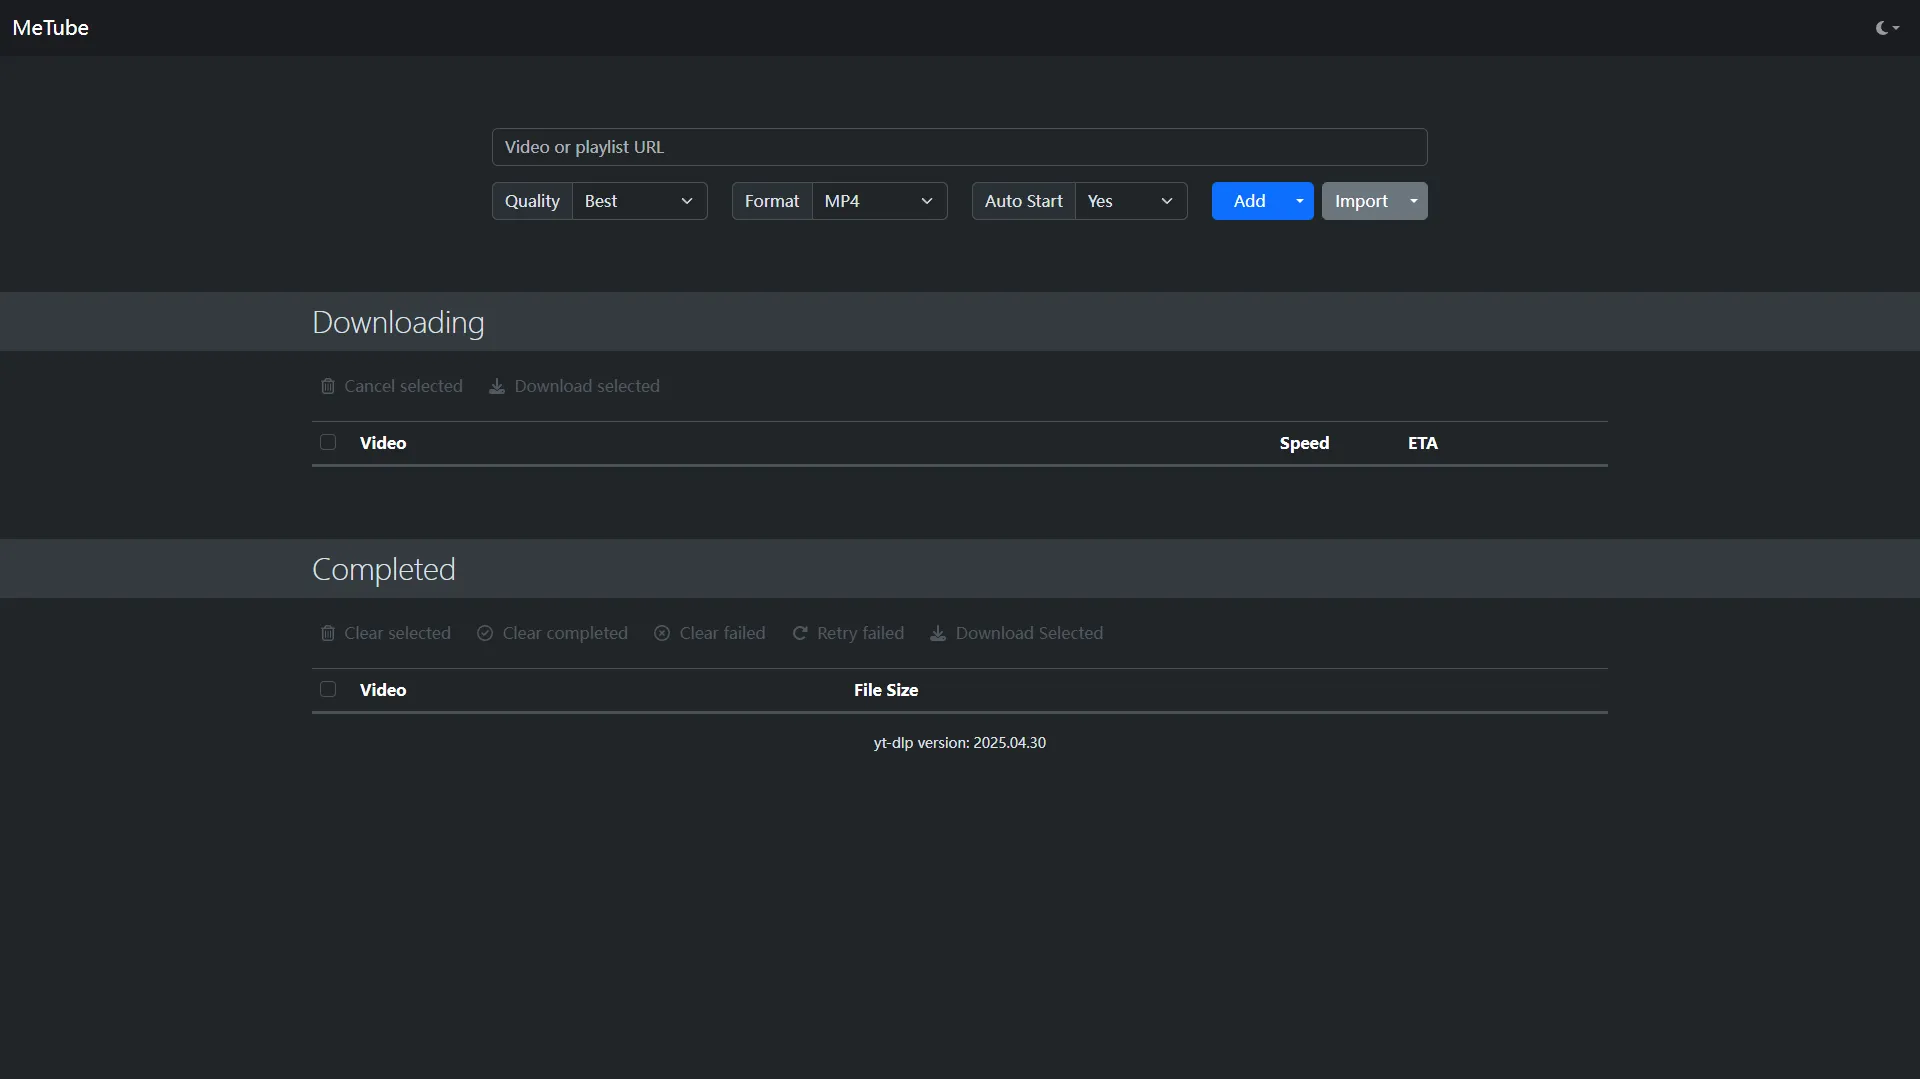 MeTube
Video or playlist URL
Quality Best Format MP4 Auto Start Yes Add Import
Downloading
Cancel selected Download selected
Video Speed ETA
Completed
Clear selected Clear completed Clear failed Retry failed Download Selected
Video File Size
yt-dlp version: 2025.04.30